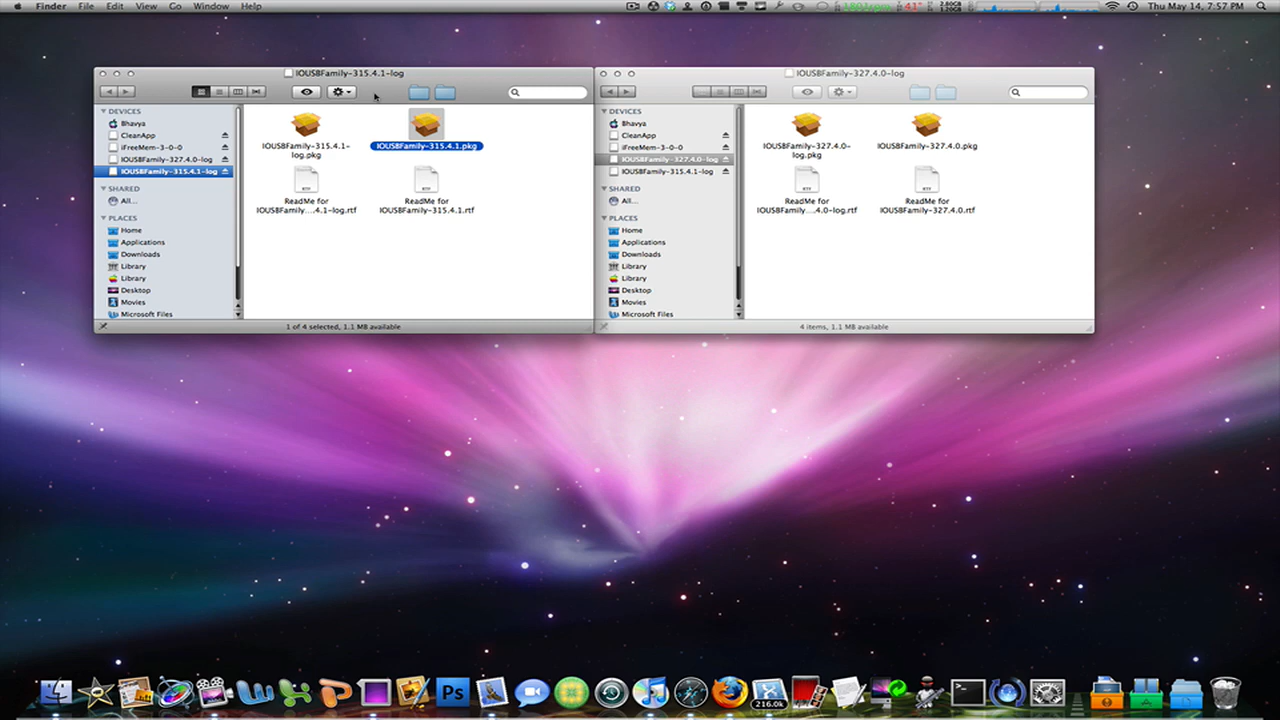 Finder File Edit View Go Window Help
2.80GB
1.20GB
Thu May 14, 7:57 PM
IOUSBFamily-315.4.1-log
DEVICES
Bhavya
CleanApp
iFreeMem-3-0-0
IOUSBFamily-327.4.0-log
IOUSBFamily-315.4.1-log
SHARED
All...
PLACES
Home
Applications
Downloads
Library
Library
Desktop
Movies
Microsoft Files
IOUSBFamily-315.4.1-
log.pkg
IOUSBFamily-315.4.1.pkg
ReadMe for
IOUSBFamily....4.1-log.rtf
ReadMe for
IOUSBFamily-315.4.1.rtf
1 of 4 selected, 1.1 MB available
IOUSBFamily-327.4.0-log
DEVICES
Bhavya
CleanApp
iFreeMem-3-0-0
IOUSBFamily-327.4.0-log
IOUSBFamily-315.4.1-log
SHARED
All...
PLACES
Home
Applications
Downloads
Library
Library
Desktop
Movies
Microsoft Files
IOUSBFamily-327.4.0-
log.pkg
IOUSBFamily-327.4.0.pkg
ReadMe for
IOUSBFamily....4.0-log.rtf
ReadMe for
IOUSBFamily-327.4.0.rtf
4 items, 1.1 MB available
Ps
216.0k